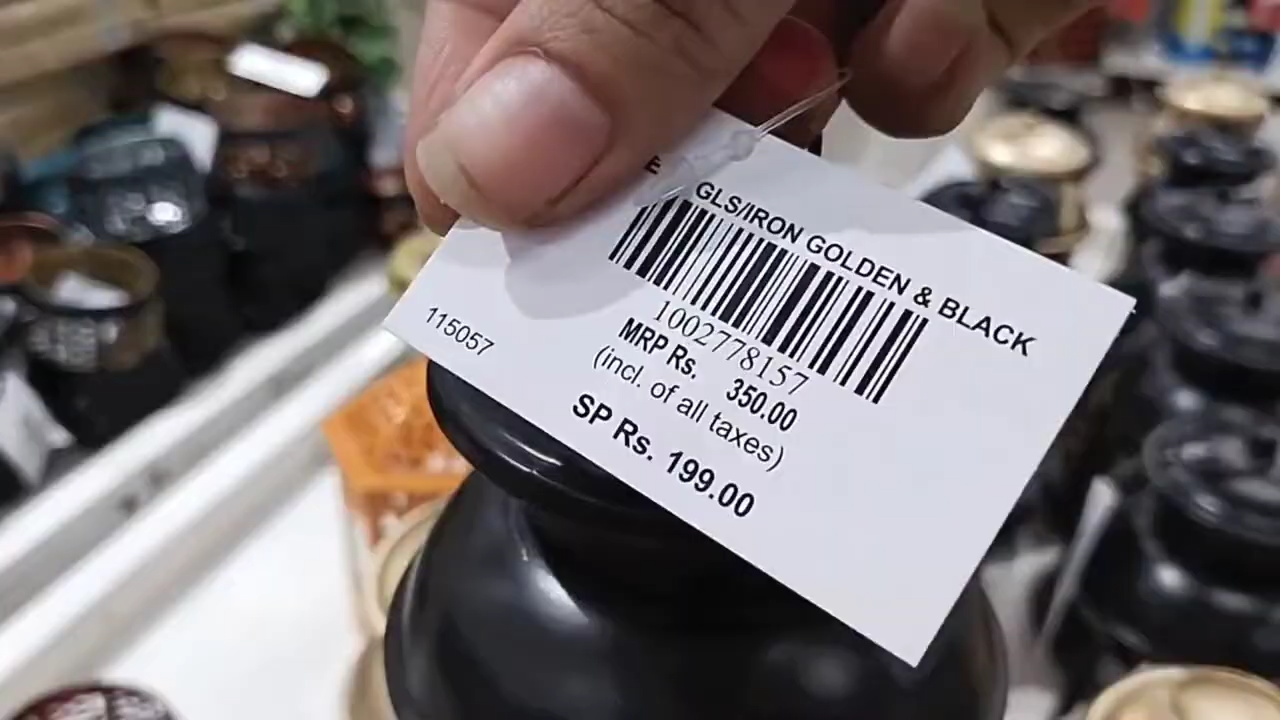 E GLS/IRON GOLDEN & BLACK
1002778157
MRP Rs. 350.00
(incl. of all taxes)
SP Rs. 199.00
115057